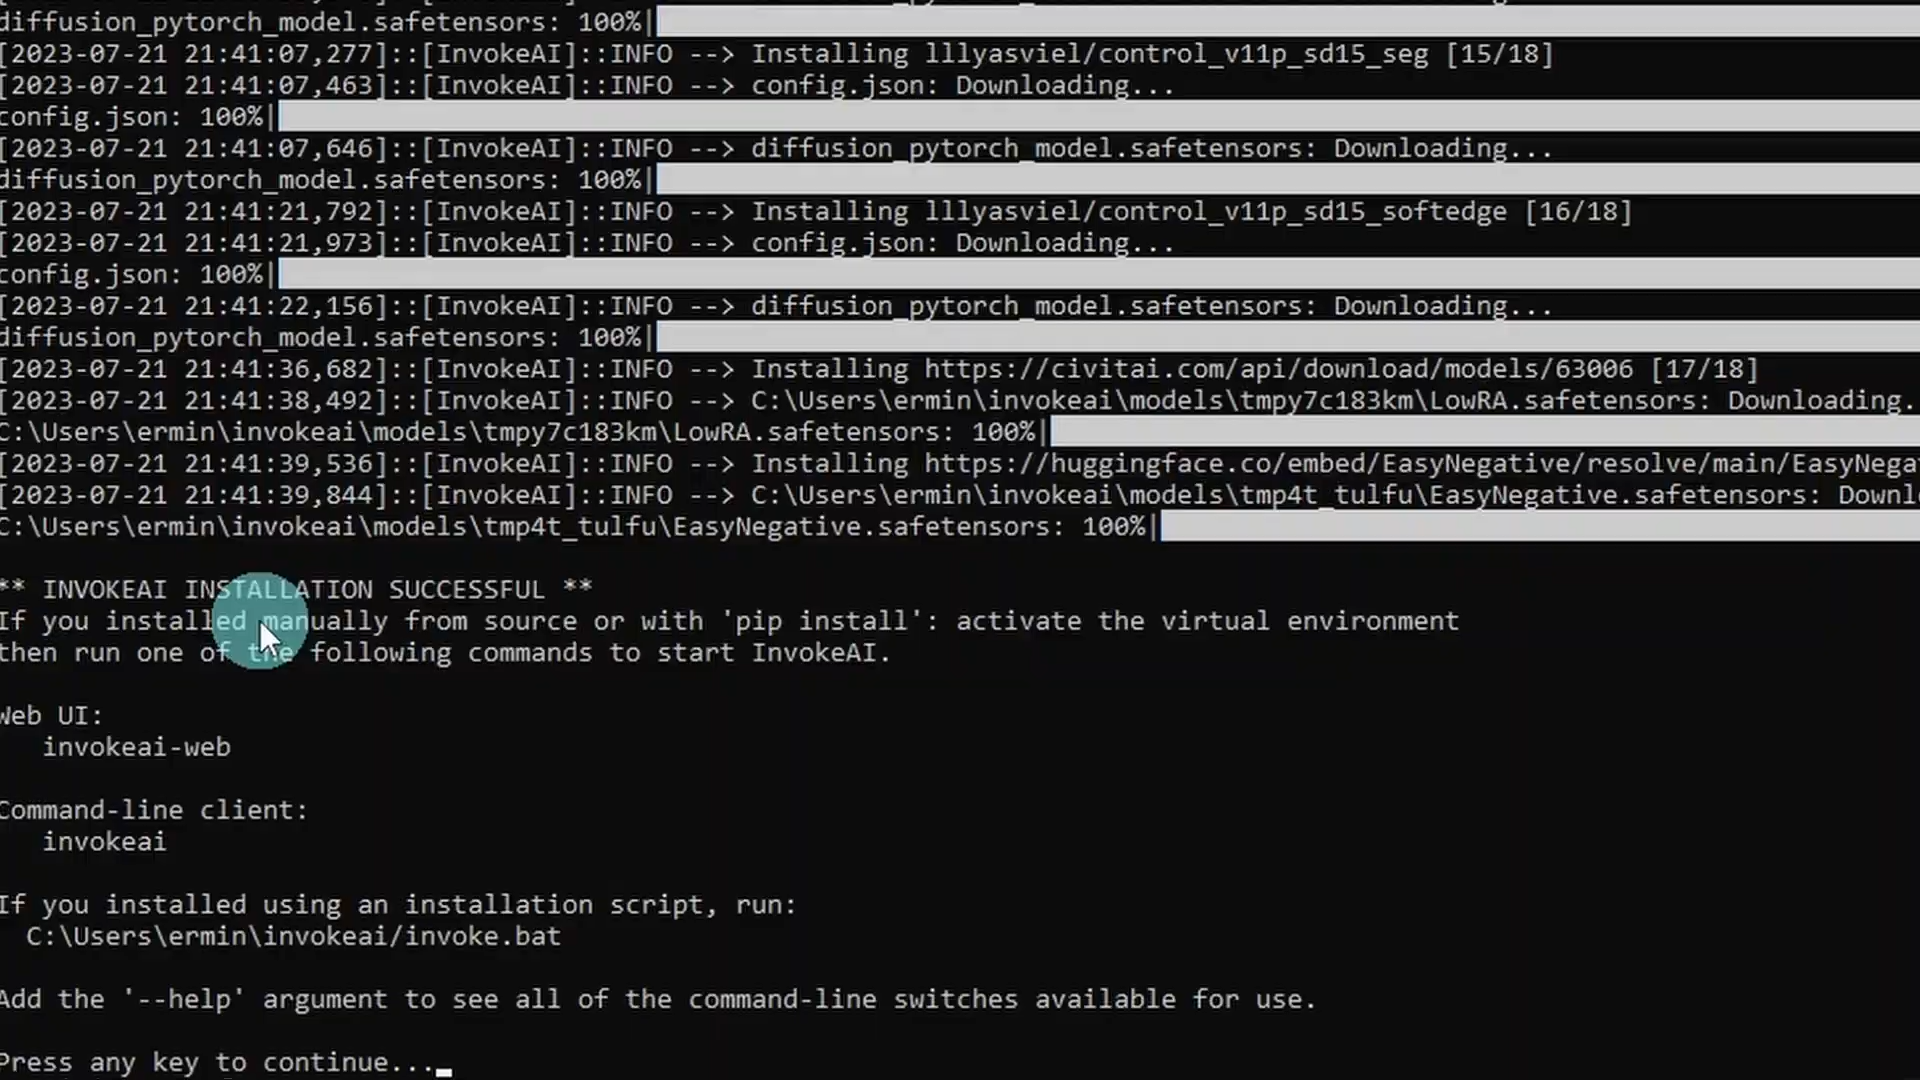 diffusion_pytorch_model.safetensors: 100%|
[2023-07-21 21:41:07,277]::[InvokeAI]::INFO --> Installing lllyasviel/control_v11p_sd15_seg [15/18]
[2023-07-21 21:41:07,463]::[InvokeAI]::INFO --> config.json: Downloading...
config.json: 100%|
[2023-07-21 21:41:07,646]::[InvokeAI]::INFO --> diffusion_pytorch_model.safetensors: Downloading...
diffusion_pytorch_model.safetensors: 100%|
[2023-07-21 21:41:21,792]::[InvokeAI]::INFO --> Installing lllyasviel/control_v11p_sd15_softedge [16/18]
[2023-07-21 21:41:21,973]::[InvokeAI]::INFO --> config.json: Downloading...
config.json: 100%|
[2023-07-21 21:41:22,156]::[InvokeAI]::INFO --> diffusion_pytorch_model.safetensors: Downloading...
diffusion_pytorch_model.safetensors: 100%|
[2023-07-21 21:41:36,682]::[InvokeAI]::INFO --> Installing https://civitai.com/api/download/models/63006 [17/18]
[2023-07-21 21:41:38,492]::[InvokeAI]::INFO --> C:\Users\ermin\invokeai\models\tmpy7c183km\LowRA.safetensors: Downloading.
C:\Users\ermin\invokeai\models\tmpy7c183km\LowRA.safetensors: 100%|
[2023-07-21 21:41:39,536]::[InvokeAI]::INFO --> Installing https://huggingface.co/embed/EasyNegative/resolve/main/EasyNega
[2023-07-21 21:41:39,844]::[InvokeAI]::INFO --> C:\Users\ermin\invokeai\models\tmp4t_tulfu\EasyNegative.safetensors: Downl
C:\Users\ermin\invokeai\models\tmp4t_tulfu\EasyNegative.safetensors: 100%|
** INVOKEAI INSTALLATION SUCCESSFUL **
If you installed manually from source or with 'pip install': activate the virtual environment
then run one of the following commands to start InvokeAI.
Web UI:
invokeai-web
Command-line client:
invokeai
If you installed using an installation script, run:
C:\Users\ermin\invokeai/invoke.bat
Add the '--help' argument to see all of the command-line switches available for use.
Press any key to continue...